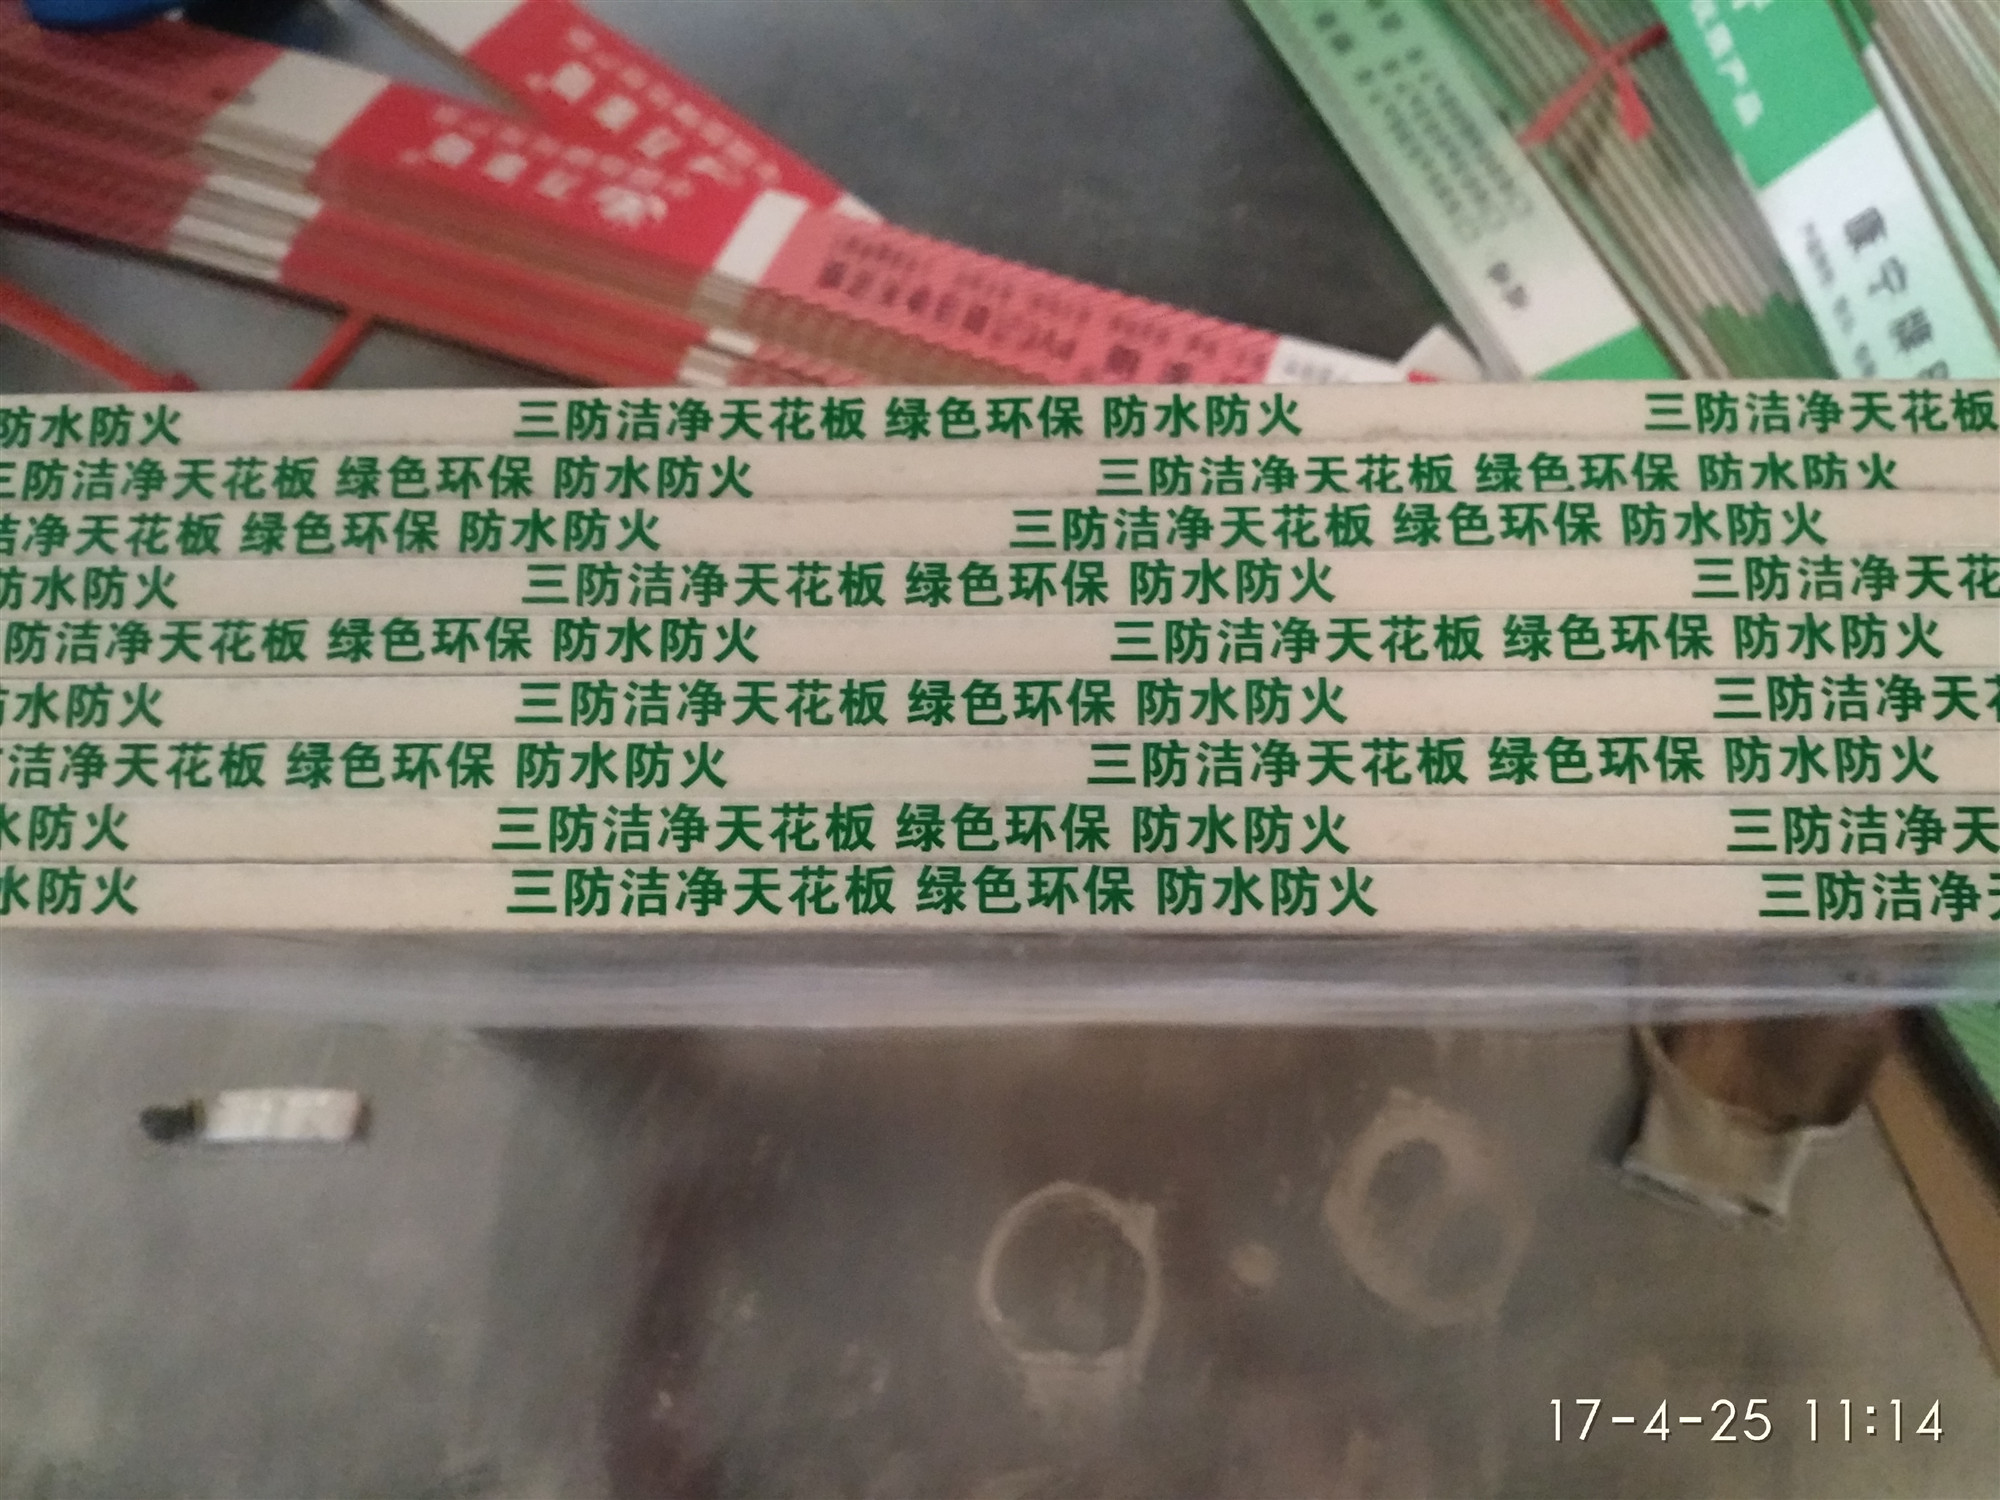 质产品
康宁牌
防水防火 三防洁净天花板 绿色环保 防水防火 三防洁净天花板
三防洁净天花板 绿色环保 防水防火 三防洁净天花板 绿色环保 防水防火
洁净天花板 绿色环保 防水防火 三防洁净天花板 绿色环保 防水防火
防水防火 三防洁净天花板 绿色环保 防水防火 三防洁净天花
防洁净天花板 绿色环保 防水防火 三防洁净天花板 绿色环保 防水防火
防水防火 三防洁净天花板 绿色环保 防水防火 三防洁净天花
洁净天花板 绿色环保 防水防火 三防洁净天花板 绿色环保 防水防火
水防火 三防洁净天花板 绿色环保 防水防火 三防洁净天
水防火 三防洁净天花板 绿色环保 防水防火 三防洁净天
17-4-25 11:14